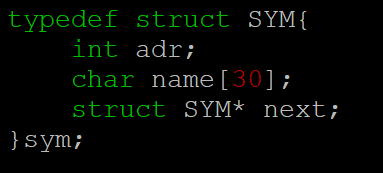 typedef struct SYM{
    int adr;
    char name[30];
    struct SYM* next;
}sym;